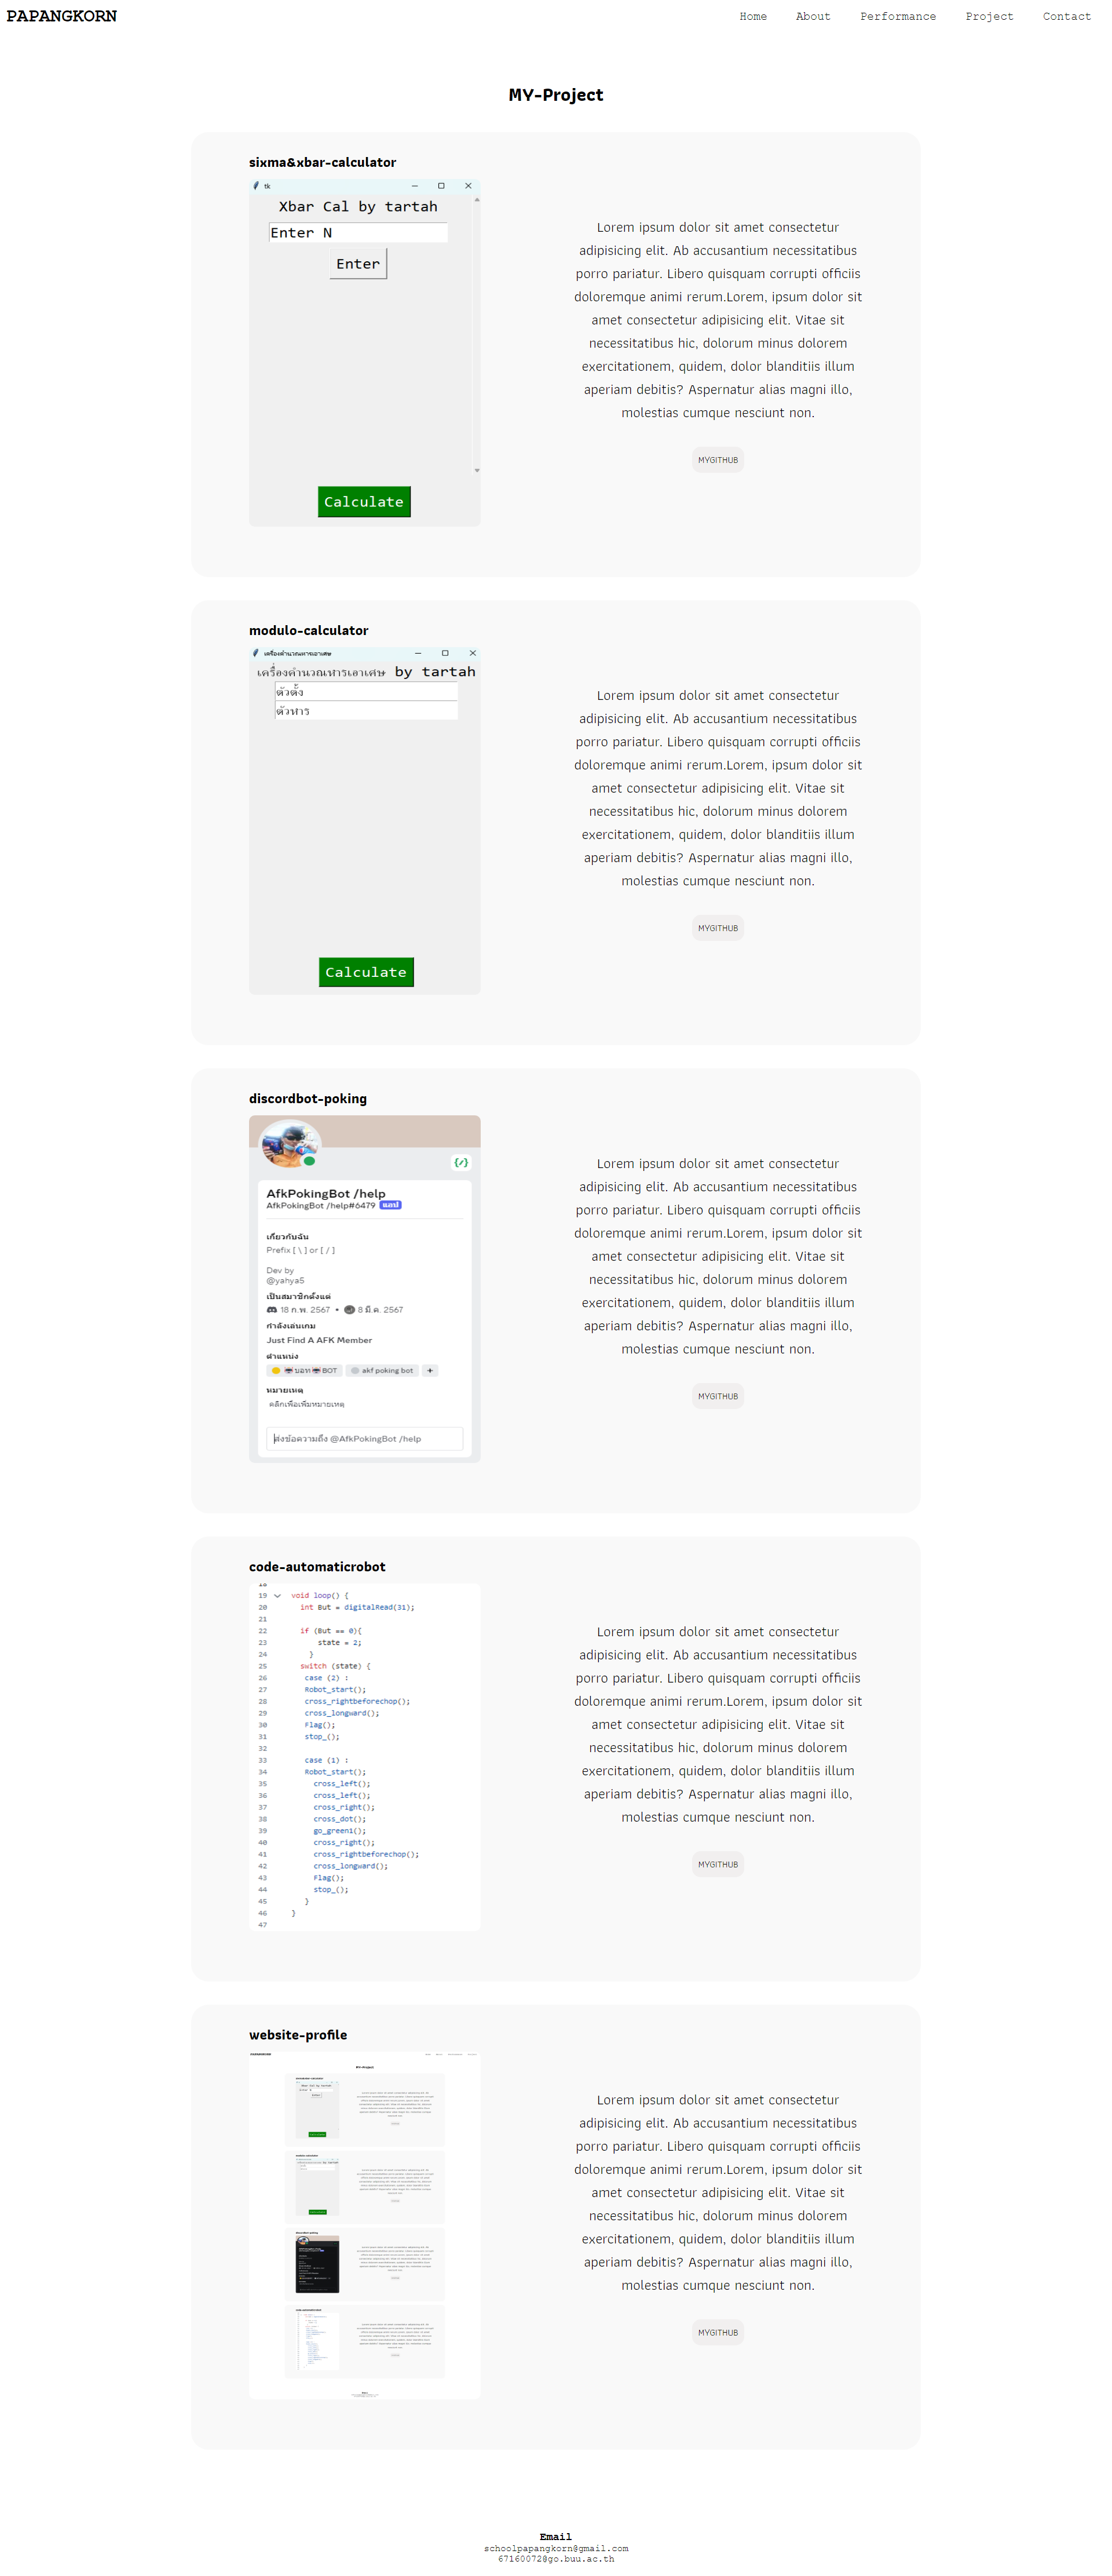 PAPANGKORN
Home About Performance Project Contact
MY-Project
sixma&xbar-calculator
tk
Xbar Cal by tartah
Enter N
Enter
Calculate
Lorem ipsum dolor sit amet consectetur
adipisicing elit. Ab accusantium necessitatibus
porro pariatur. Libero quisquam corrupti officiis
doloremque animi rerum.Lorem, ipsum dolor sit
amet consectetur adipisicing elit. Vitae sit
necessitatibus hic, dolorum minus dolorem
exercitationem, quidem, dolor blanditiis illum
aperiam debitis? Aspernatur alias magni illo,
molestias cumque nesciunt non.
MYGITHUB
modulo-calculator
เครื่องคำนวณหารเอาเศษ
เครื่องคำนวณหารเอาเศษ by tartah
ตัวตั้ง
ตัวหาร
Calculate
Lorem ipsum dolor sit amet consectetur
adipisicing elit. Ab accusantium necessitatibus
porro pariatur. Libero quisquam corrupti officiis
doloremque animi rerum.Lorem, ipsum dolor sit
amet consectetur adipisicing elit. Vitae sit
necessitatibus hic, dolorum minus dolorem
exercitationem, quidem, dolor blanditiis illum
aperiam debitis? Aspernatur alias magni illo,
molestias cumque nesciunt non.
MYGITHUB
discordbot-poking
{/}
AfkPokingBot /help
AfkPokingBot /help#6479 แอป
เกี่ยวกับฉัน
Prefix [ \ ] or [ / ]
Dev by
@yahya5
เป็นสมาชิกตั้งแต่
18 ก.พ. 2567 • 8 มี.ค. 2567
กำลังเล่นเกม
Just Find A AFK Member
ตำแหน่ง
บอท BOT akf poking bot +
หมายเหตุ
คลิกเพื่อเพิ่มหมายเหตุ
ส่งข้อความถึง @AfkPokingBot /help
Lorem ipsum dolor sit amet consectetur
adipisicing elit. Ab accusantium necessitatibus
porro pariatur. Libero quisquam corrupti officiis
doloremque animi rerum.Lorem, ipsum dolor sit
amet consectetur adipisicing elit. Vitae sit
necessitatibus hic, dolorum minus dolorem
exercitationem, quidem, dolor blanditiis illum
aperiam debitis? Aspernatur alias magni illo,
molestias cumque nesciunt non.
MYGITHUB
code-automaticrobot
18
19 void loop() {
20 int But = digitalRead(31);
21
22 if (But == 0){
23 state = 2;
24 }
25 switch (state) {
26 case (2) :
27 Robot_start();
28 cross_rightbeforechop();
29 cross_longward();
30 Flag();
31 stop_();
32
33 case (1) :
34 Robot_start();
35 cross_left();
36 cross_left();
37 cross_right();
38 cross_dot();
39 go_green1();
40 cross_right();
41 cross_rightbeforechop();
42 cross_longward();
43 Flag();
44 stop_();
45 }
46 }
47
Lorem ipsum dolor sit amet consectetur
adipisicing elit. Ab accusantium necessitatibus
porro pariatur. Libero quisquam corrupti officiis
doloremque animi rerum.Lorem, ipsum dolor sit
amet consectetur adipisicing elit. Vitae sit
necessitatibus hic, dolorum minus dolorem
exercitationem, quidem, dolor blanditiis illum
aperiam debitis? Aspernatur alias magni illo,
molestias cumque nesciunt non.
MYGITHUB
website-profile
PAPANGKORN
MY-Project
Xbar Cal by tartah
Lorem ipsum dolor sit amet consectetur
adipisicing elit. Ab accusantium necessitatibus
porro pariatur. Libero quisquam corrupti officiis
doloremque animi rerum.Lorem, ipsum dolor sit
amet consectetur adipisicing elit. Vitae sit
necessitatibus hic, dolorum minus dolorem
exercitationem, quidem, dolor blanditiis illum
aperiam debitis? Aspernatur alias magni illo,
molestias cumque nesciunt non.
MYGITHUB
Email
schoolpapangkorn@gmail.com
67160072@go.buu.ac.th